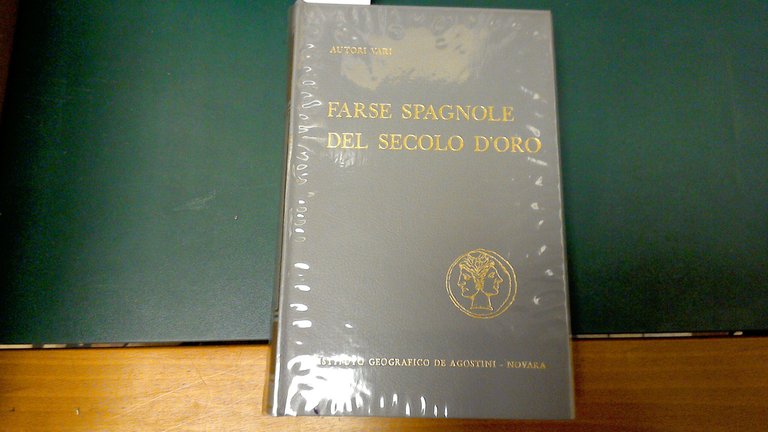 AUTORI VARI
FARSE SPAGNOLE
DEL SECOLO D'ORO
ISTITUTO GEOGRAFICO DE AGOSTINI - NOVARA